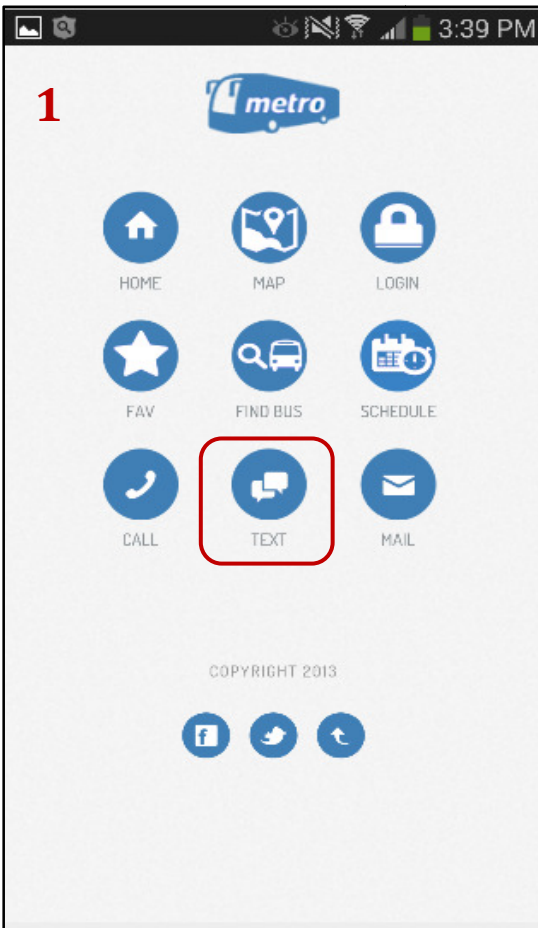 3:39 PM
1
metro
HOME MAP LOGIN
FAV FIND BUS SCHEDULE
CALL TEXT MAIL
COPYRIGHT 2013